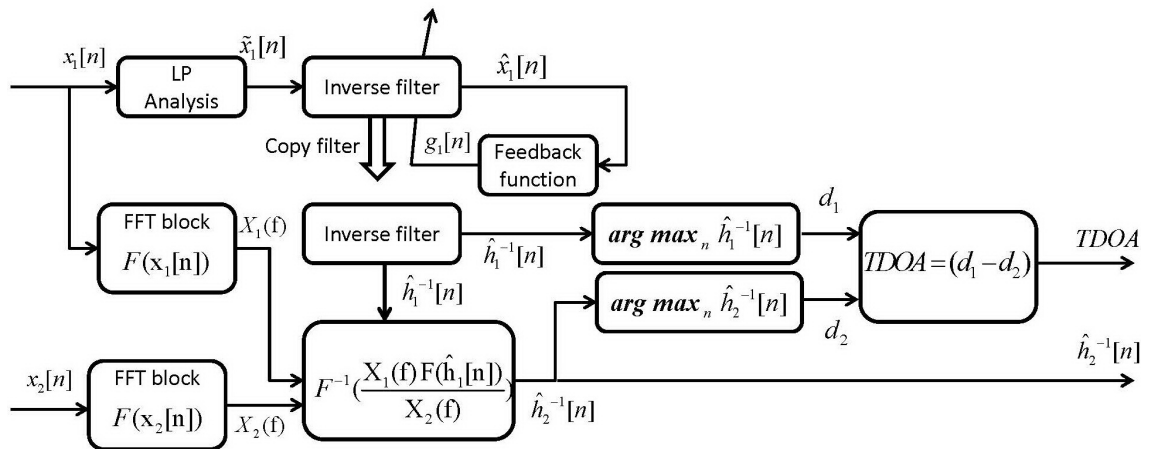 x₁[n]
LP
Analysis
x̃₁[n]
Inverse filter
x̂₁[n]
Copy filter
g₁[n]
Feedback
function
FFT block
F(x₁[n])
X₁(f)
Inverse filter
ĥ₁⁻¹[n]
ĥ₁⁻¹[n]
arg max ₙ ĥ₁⁻¹[n]
d₁
arg max ₙ ĥ₂⁻¹[n]
d₂
TDOA=(d₁−d₂)
TDOA
x₂[n]
FFT block
F(x₂[n])
X₂(f)
F⁻¹(X₁(f)F(ĥ₁[n])/X₂(f))
ĥ₂⁻¹[n]
ĥ₂⁻¹[n]